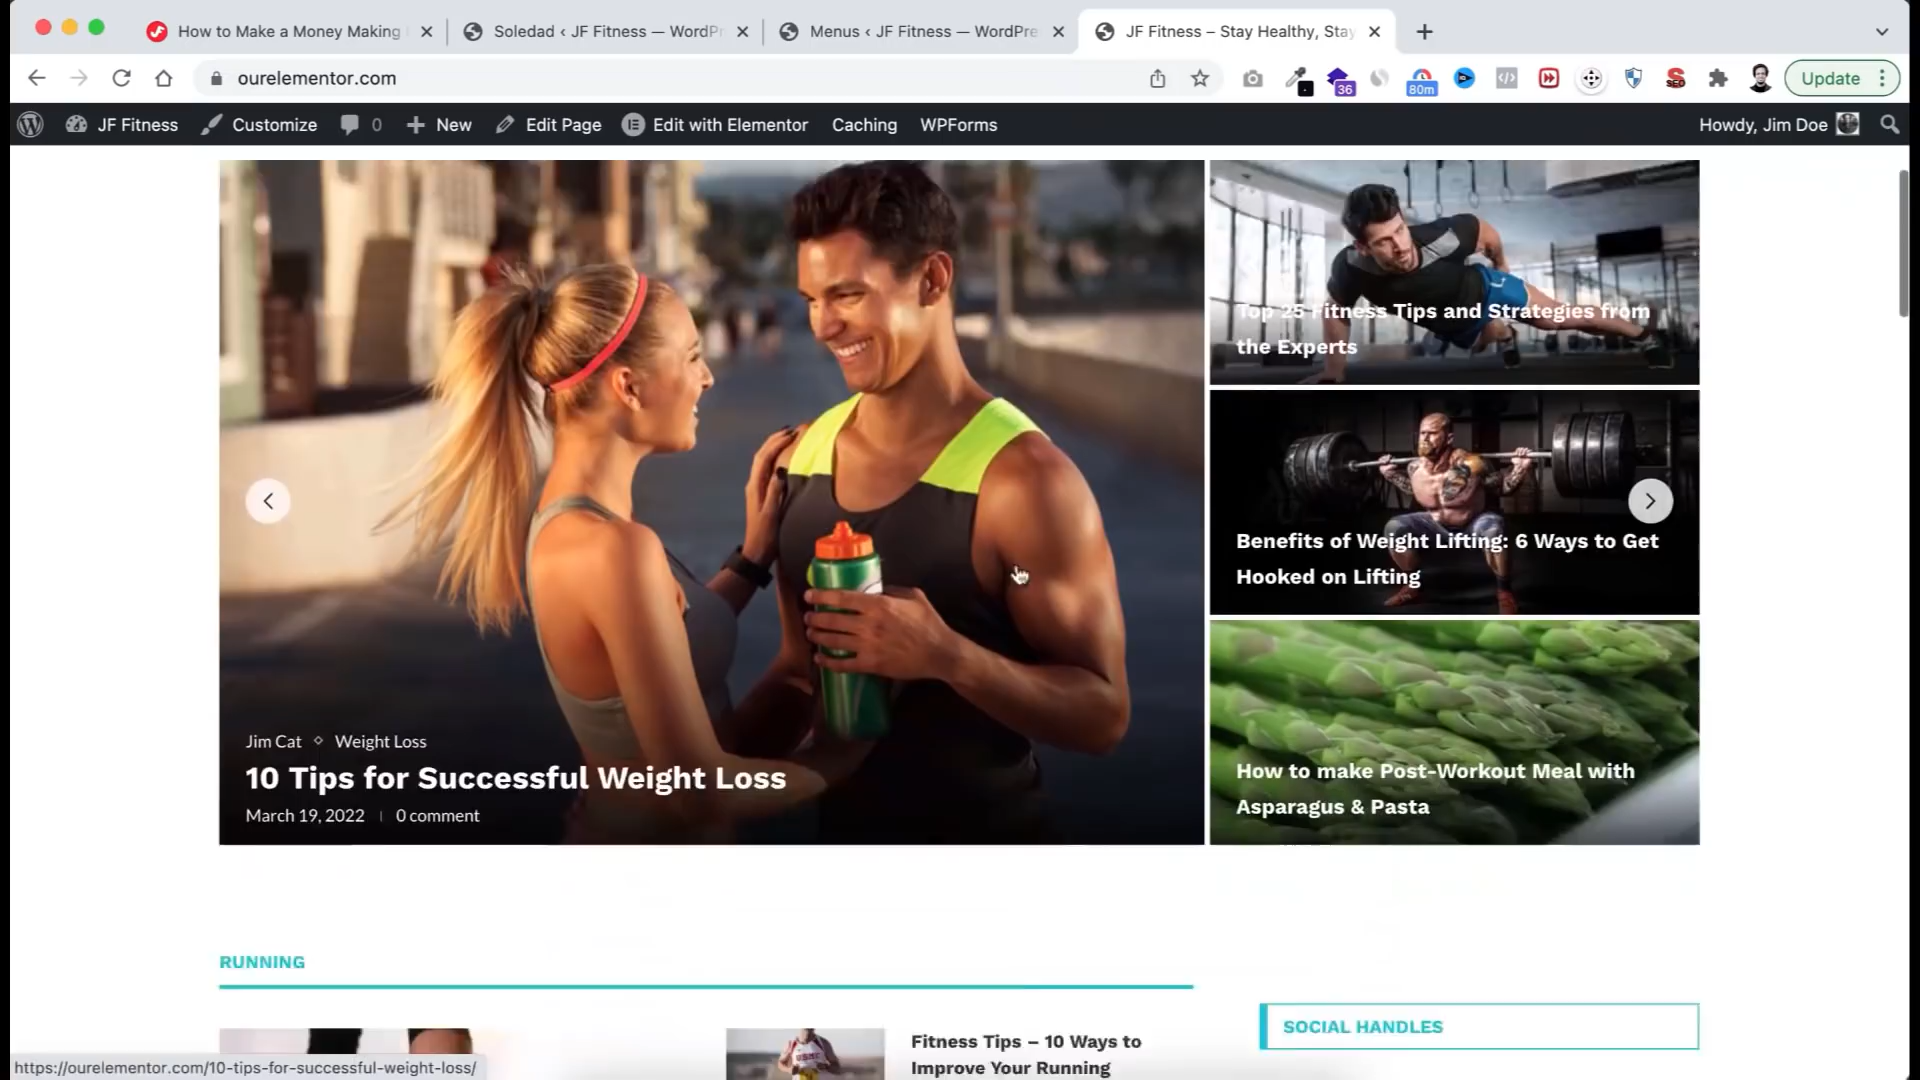 How to Make a Money Making
Soledad ‹ JF Fitness — WordPr
Menus ‹ JF Fitness — WordPre
JF Fitness – Stay Healthy, Stay
ourelementor.com
36
80m
SEO
Update
JF Fitness
Customize
0
New
Edit Page
Edit with Elementor
Caching
WPForms
Howdy, Jim Doe
Top 25 Fitness Tips and Strategies from
the Experts
Benefits of Weight Lifting: 6 Ways to Get
Hooked on Lifting
Jim Cat ◇ Weight Loss
10 Tips for Successful Weight Loss
March 19, 2022 | 0 comment
How to make Post-Workout Meal with
Asparagus & Pasta
RUNNING
SOCIAL HANDLES
Fitness Tips – 10 Ways to
Improve Your Running
USMC
https://ourelementor.com/10-tips-for-successful-weight-loss/